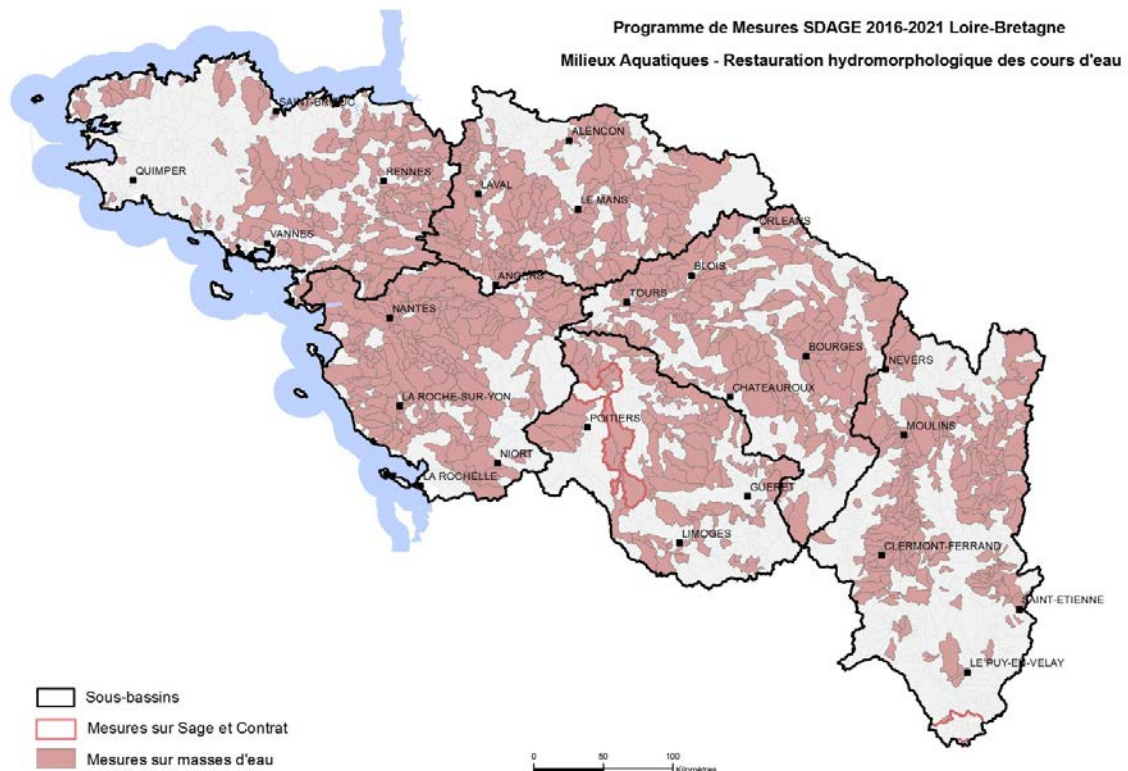 Programme de Mesures SDAGE 2016-2021 Loire-Bretagne
Milieux Aquatiques - Restauration hydromorphologique des cours d'eau
SAINT-BRIEUC
ALENCON
QUIMPER
RENNES
LAVAL
LE MANS
ORLEANS
VANNES
ANGERS
BLOIS
TOURS
NANTES
BOURGES
NEVERS
CHATEAUROUX
LA ROCHE-SUR-YON
POITIERS
MOULINS
NIORT
LA ROCHELLE
GUERET
LIMOGES
CLERMONT-FERRAND
SAINT-ETIENNE
LE PUY-EN-VELAY
Sous-bassins
Mesures sur Sage et Contrat
Mesures sur masses d'eau
0 50 100
Kilomètres